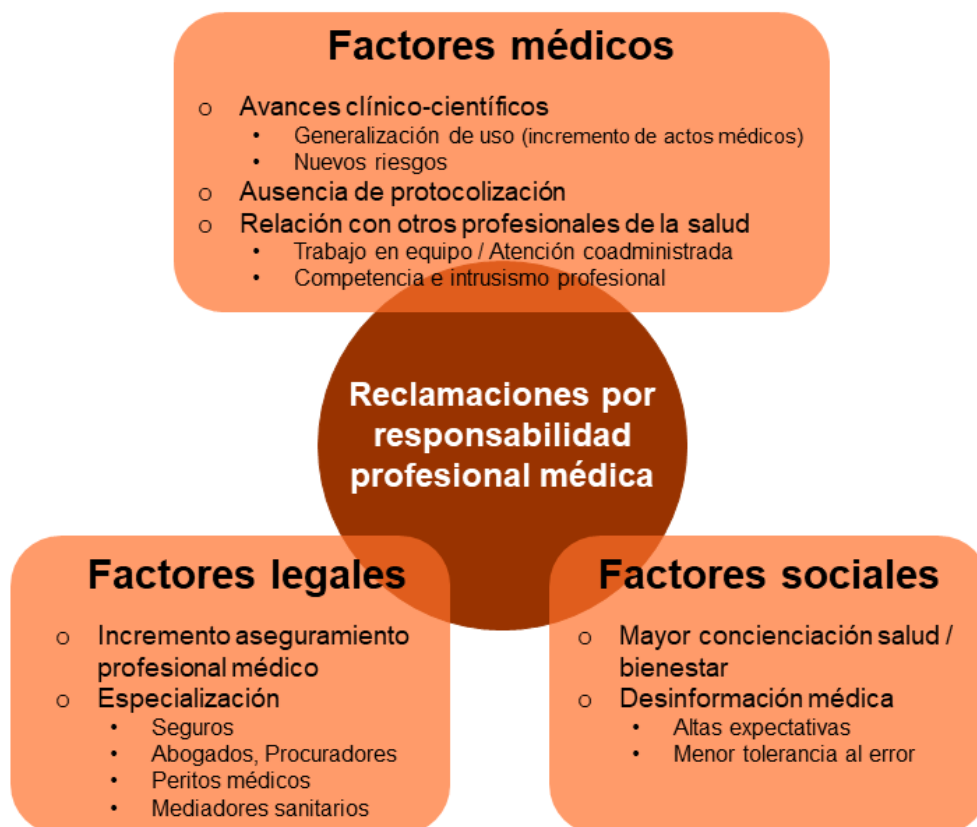 Factores médicos
o Avances clínico-científicos
• Generalización de uso (incremento de actos médicos)
• Nuevos riesgos
o Ausencia de protocolización
o Relación con otros profesionales de la salud
• Trabajo en equipo / Atención coadministrada
• Competencia e intrusismo profesional
Reclamaciones por
responsabilidad
profesional médica
Factores legales
o Incremento aseguramiento
profesional médico
o Especialización
• Seguros
• Abogados, Procuradores
• Peritos médicos
• Mediadores sanitarios
Factores sociales
o Mayor concienciación salud /
bienestar
o Desinformación médica
• Altas expectativas
• Menor tolerancia al error